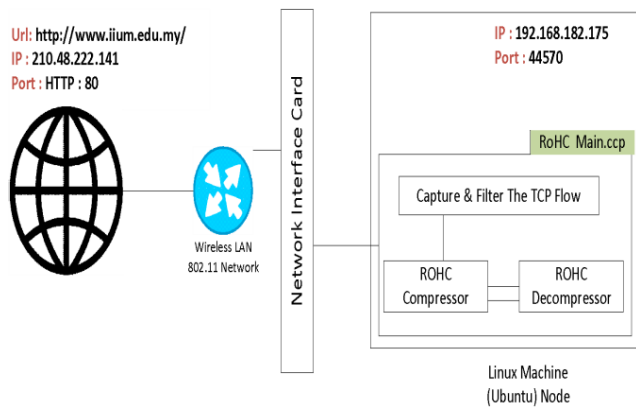 Url: http://www.iium.edu.my/
IP : 210.48.222.141
Port : HTTP : 80
Wireless LAN
802.11 Network
Network Interface Card
IP : 192.168.182.175
Port : 44570
RoHC Main.ccp
Capture & Filter The TCP Flow
ROHC
Compressor
ROHC
Decompressor
Linux Machine
(Ubuntu) Node